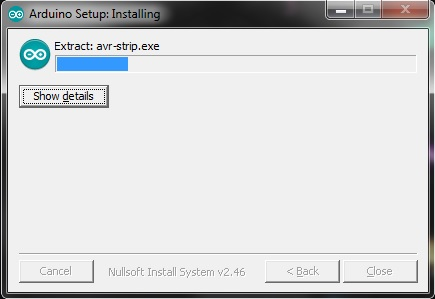 Arduino Setup: Installing
Extract: avr-strip.exe
Show details
Cancel
Nullsoft Install System v2.46
< Back
Close